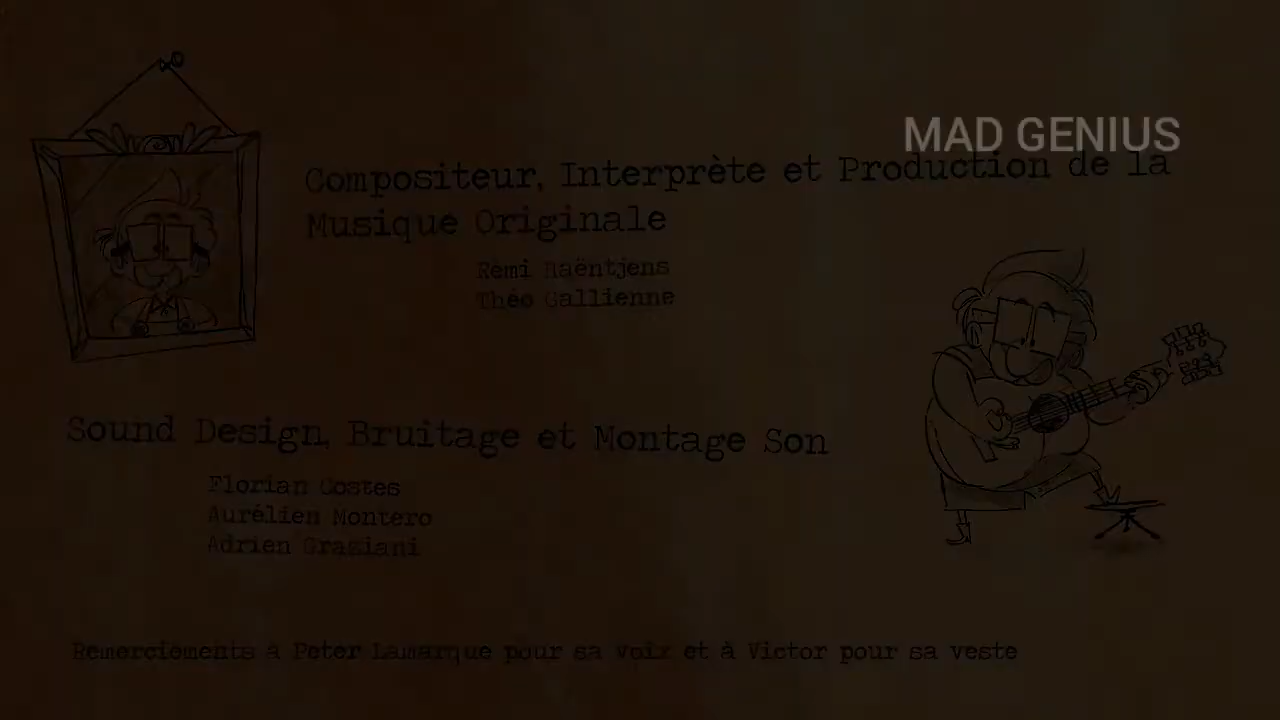 MAD GENIUS
Compositeur, Interprète et Production de la
Musique Originale
Rémi Haëntjens
Théo Gallienne
Sound Design, Bruitage et Montage Son
Florian Costes
Aurélien Montero
Adrien Graziani
Remerciements à Peter Lamarque pour sa voix et à Victor pour sa veste